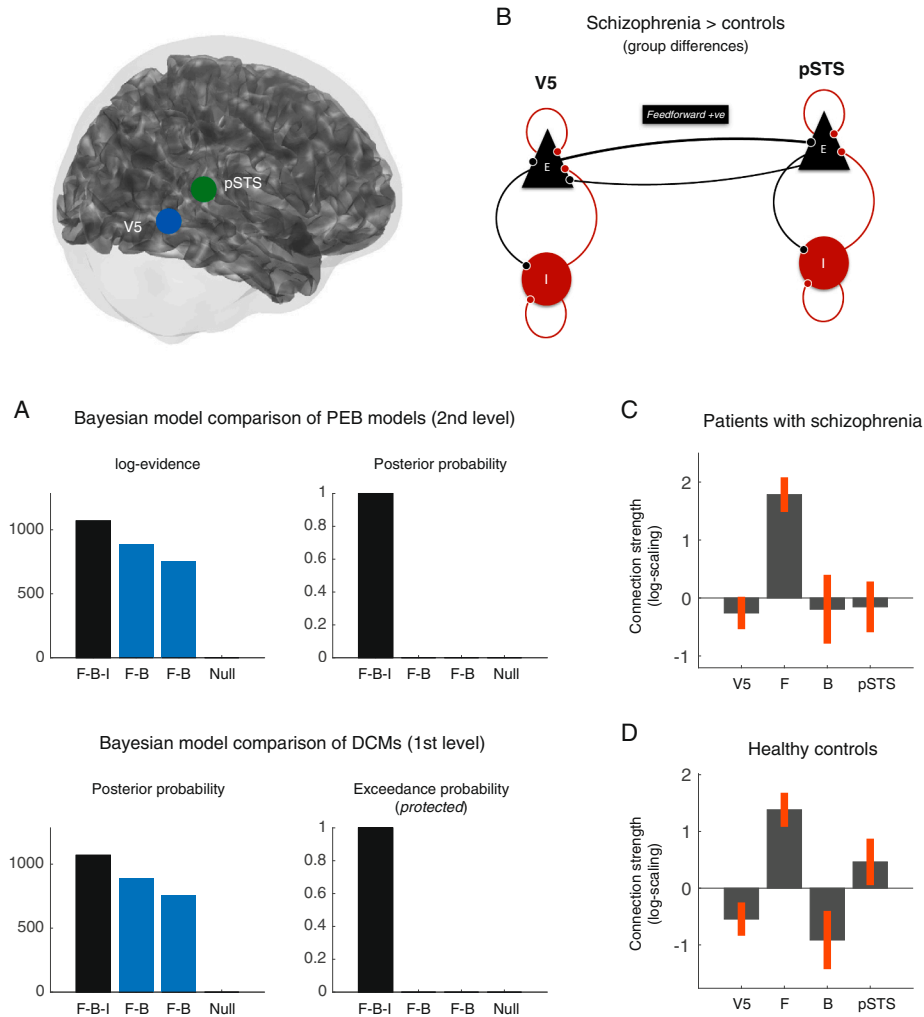 B
Schizophrenia > controls
(group differences)
V5
pSTS
Feedforward +ve
E
E
I
I
pSTS
V5
A
Bayesian model comparison of PEB models (2nd level)
log-evidence
1000
500
0
F-B-I F-B F-B Null
Posterior probability
1
0.8
0.6
0.4
0.2
0
F-B-I F-B F-B Null
Bayesian model comparison of DCMs (1st level)
Posterior probability
1000
500
0
F-B-I F-B F-B Null
Exceedance probability
(protected)
1
0.8
0.6
0.4
0.2
0
F-B-I F-B F-B Null
C
Patients with schizophrenia
Connection strength
(log-scaling)
2
1
0
-1
V5 F B pSTS
D
Healthy controls
Connection strength
(log-scaling)
2
1
0
-1
V5 F B pSTS